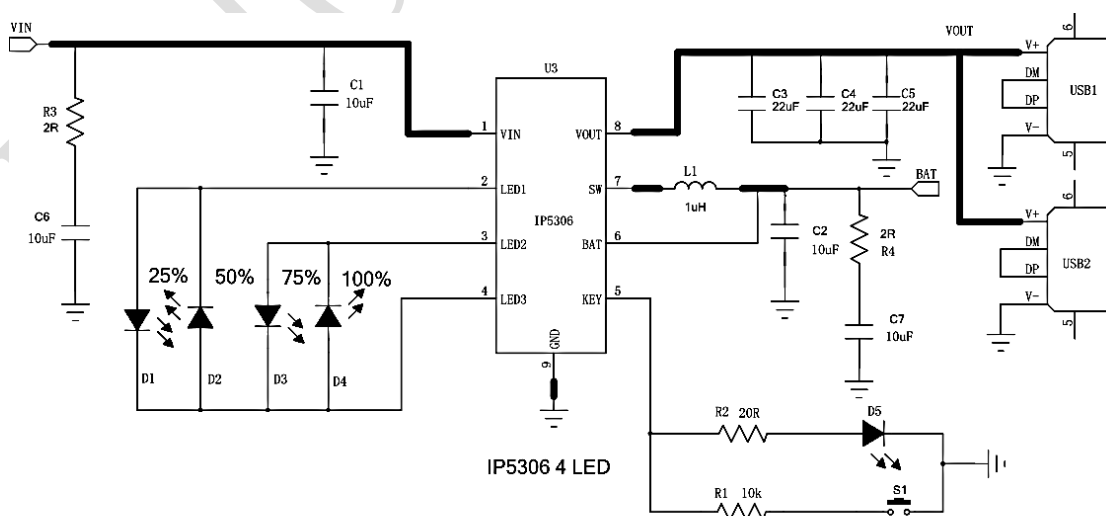 VIN
VOUT
6
V+
DM
DP
V-
USB1
5
R3
2R
C1
10uF
U3
C3
22uF
C4
22uF
C5
22uF
1
VIN
VOUT
8
2
LED1
SW
7
L1
1uH
BAT
IP5306
C6
10uF
3
LED2
BAT
6
C2
10uF
2R
R4
6
V+
DM
DP
V-
USB2
5
25%
50%
75%
100%
4
LED3
KEY
5
C7
10uF
GND
9
D1
D2
D3
D4
R2
20R
D5
IP5306 4 LED
R1
10k
S1